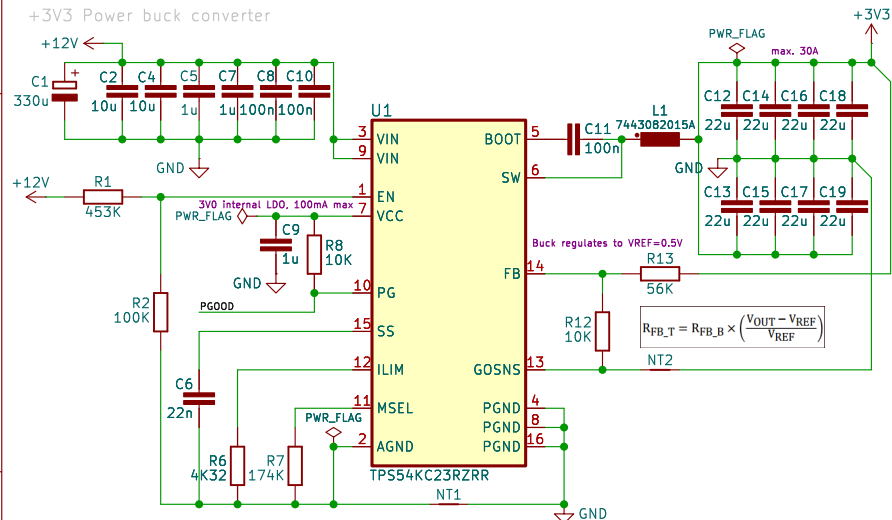 +3V3 Power buck converter
+3V3
+12V
PWR_FLAG
max. 30A
C1
330u
C2
10u
C4
10u
C5
1u
C7
1u
C8
100n
C10
100n
GND
U1
3
VIN
9
VIN
BOOT
5
C11
100n
L1
7443082015A
SW
6
C12
22u
C14
22u
C16
22u
C18
22u
GND
C13
22u
C15
22u
C17
22u
C19
22u
+12V
R1
453K
1
EN
3V0 internal LDO, 100mA max
PWR_FLAG
7
VCC
C9
1u
GND
R8
10K
Buck regulates to VREF=0.5V
FB
14
R13
56K
R2
100K
PGOOD
10
PG
15
SS
R12
10K
RFB_T = RFB_B × (VOUT − VREF / VREF)
C6
22n
12
ILIM
GOSNS
13
NT2
11
MSEL
PWR_FLAG
2
AGND
PGND
4
PGND
8
PGND
16
R6
4K32
R7
174K
TPS54KC23RZRR
NT1
GND